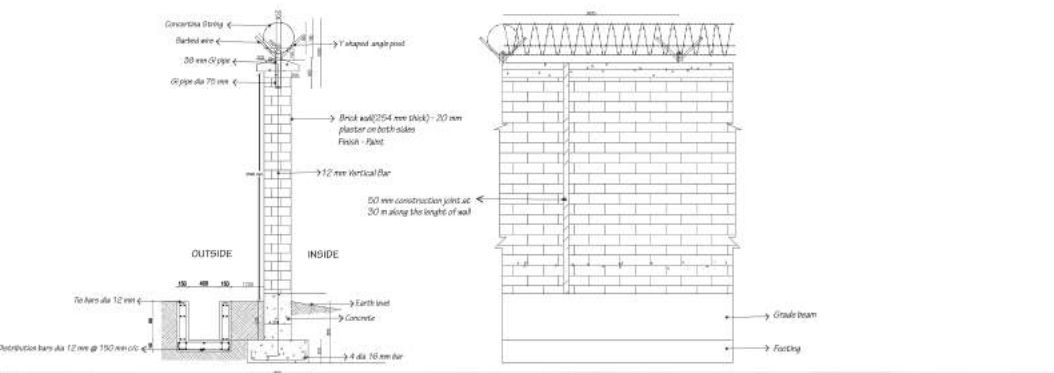 Concertina String
Barbed wire
38 mm GI pipe
GI pipe dia 75 mm
Y shaped angle post
Brick wall(254 mm thick) - 20 mm
plaster on both sides
Finish - Paint
12 mm Vertical Bar
OUTSIDE
INSIDE
150 450 150
Tie bars dia 12 mm
Distribution bars dia 12 mm @ 150 mm c/c
Earth level
Concrete
4 dia 16 mm bar
50 mm construction joint at
30 m along the lenght of wall
Grade beam
Footing